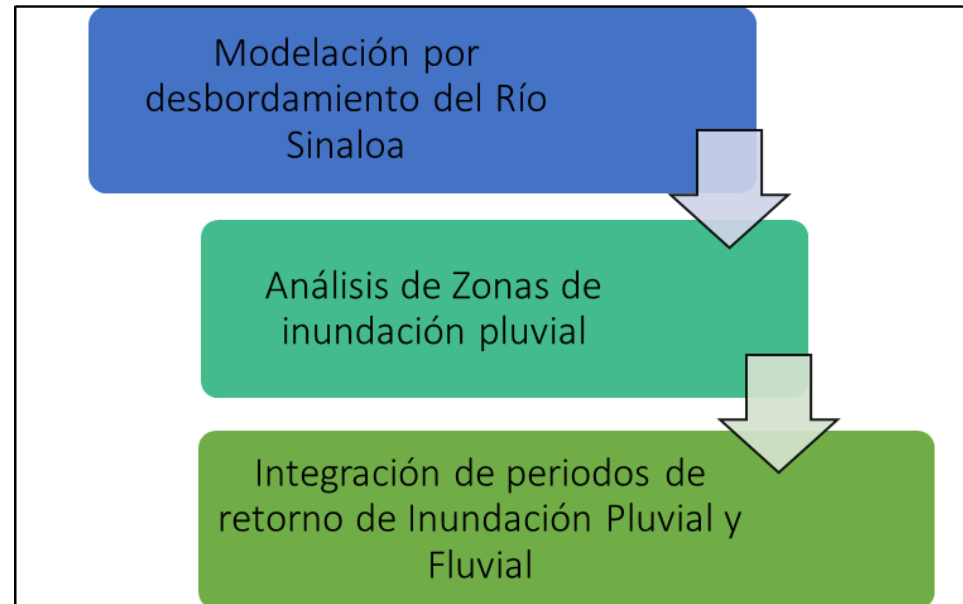 Modelación por
desbordamiento del Río
Sinaloa
Análisis de Zonas de
inundación pluvial
Integración de periodos de
retorno de Inundación Pluvial y
Fluvial